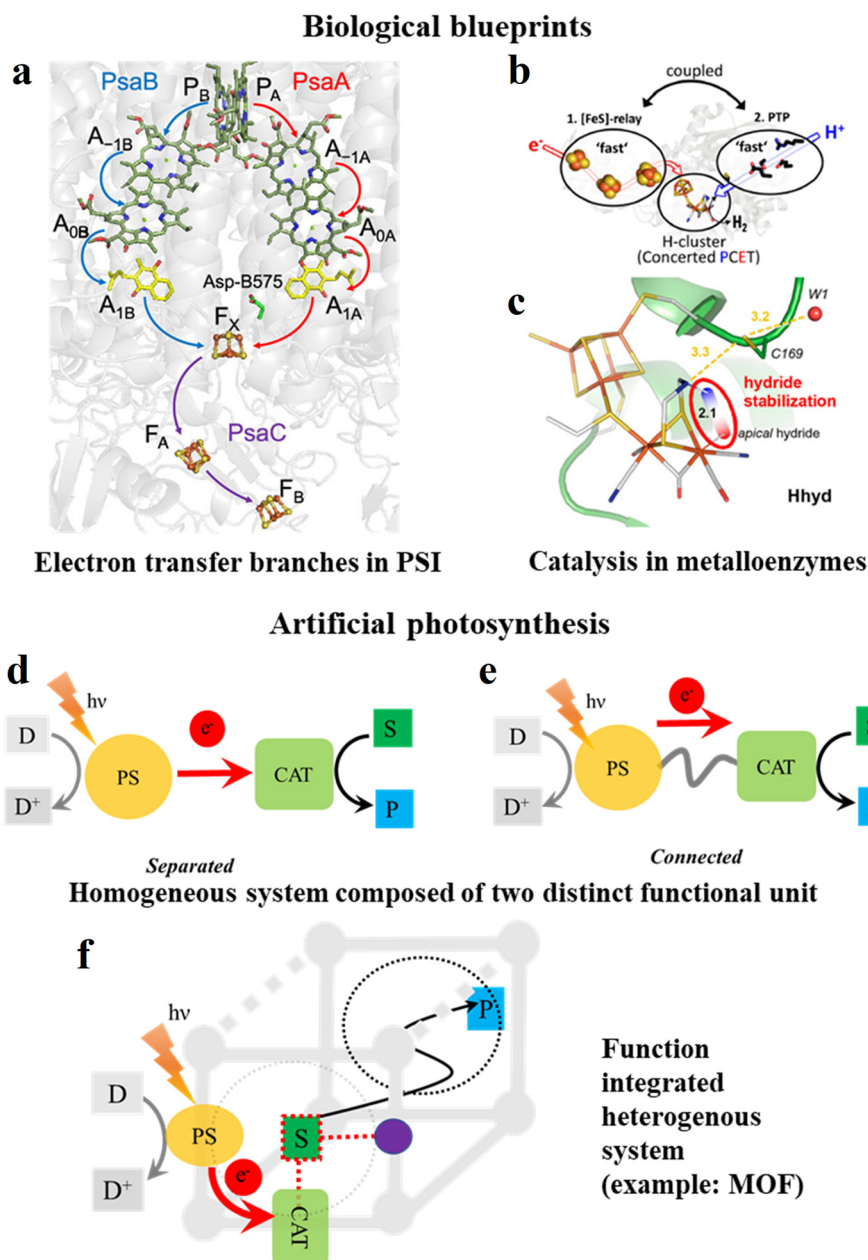 Biological blueprints
a
PsaB
P_B
P_A
PsaA
A_−1B
A_−1A
A_0B
A_0A
Asp-B575
A_1B
A_1A
F_X
PsaC
F_A
F_B
Electron transfer branches in PSI
b
coupled
1. [FeS]-relay
2. PTP
e⁻
'fast'
'fast'
H⁺
H₂
H-cluster
(Concerted PCET)
c
W1
3.2
3.3
C169
hydride
stabilization
2.1
apical hydride
Hhyd
Catalysis in metalloenzymes
Artificial photosynthesis
d
hν
D
e⁻
S
PS
CAT
D⁺
P
Separated
e
hν
D
e⁻
S
PS
CAT
D⁺
Connected
Homogeneous system composed of two distinct functional unit
f
hν
P
D
PS
S
e⁻
D⁺
CAT
Function
integrated
heterogenous
system
(example: MOF)